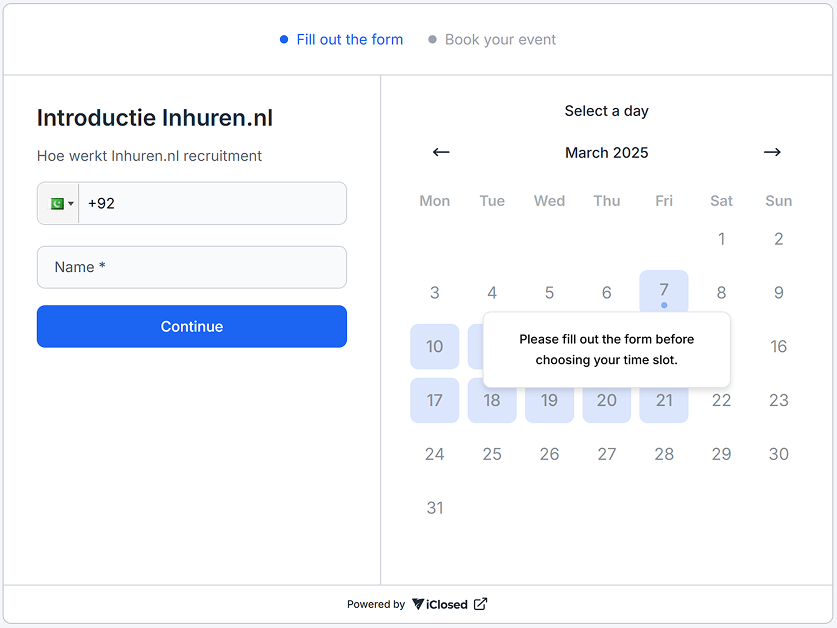 Fill out the form
Book your event
Introductie Inhuren.nl
Hoe werkt Inhuren.nl recruitment
+92
Name *
Continue
Select a day
March 2025
Mon Tue Wed Thu Fri Sat Sun
1 2
3 4 5 6 7 8 9
10 16
Please fill out the form before
choosing your time slot.
17 18 19 20 21 22 23
24 25 26 27 28 29 30
31
Powered by iClosed